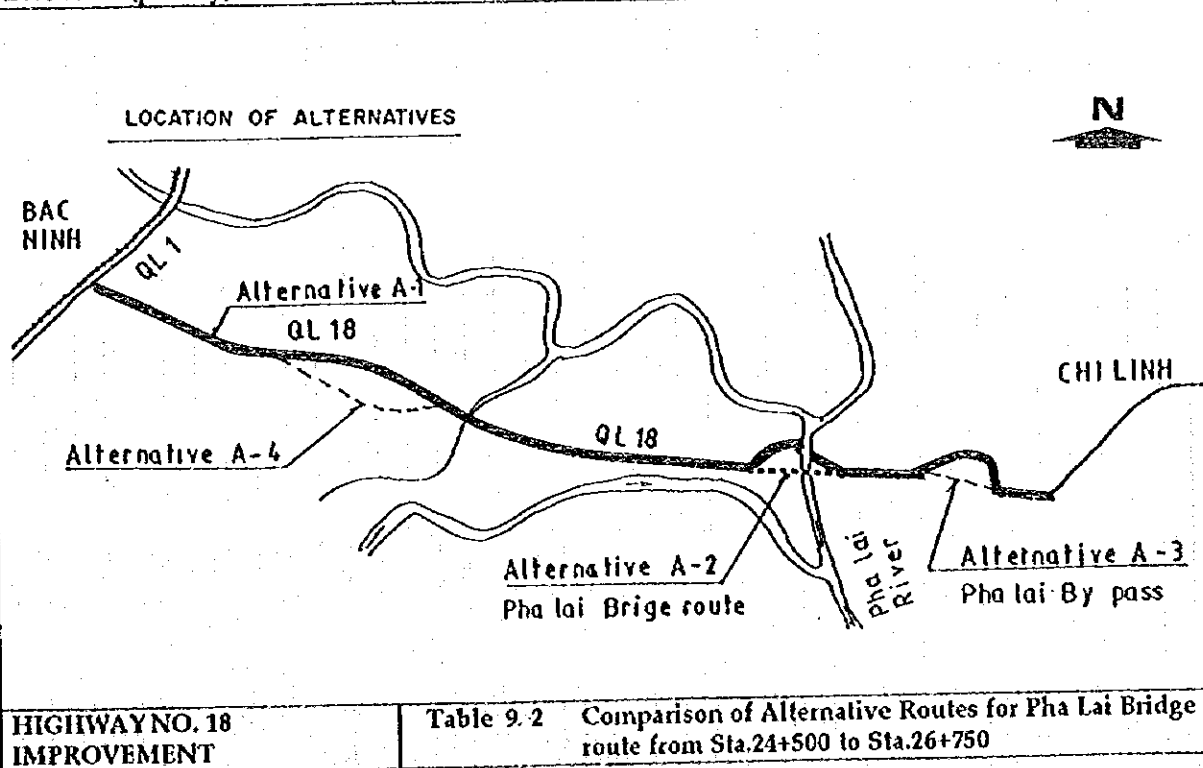 LOCATION OF ALTERNATIVES
N
BAC
NINH
QL 1
Alternative A-1
QL 18
CHI LINH
Alternative A-4
QL 18
Alternative A-2
Pha lai Brige route
Pha lai
River
Alternative A-3
Pha lai By pass
HIGHWAY NO. 18
IMPROVEMENT
Table 9.2 Comparison of Alternative Routes for Pha Lai Bridge
route from Sta.24+500 to Sta.26+750